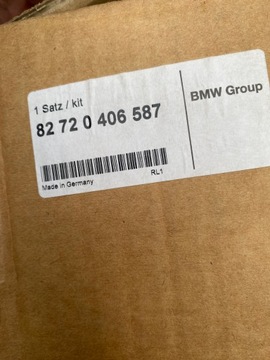 1 Satz / kit
82 72 0 406 587
BMW Group
Made in Germany
RL1